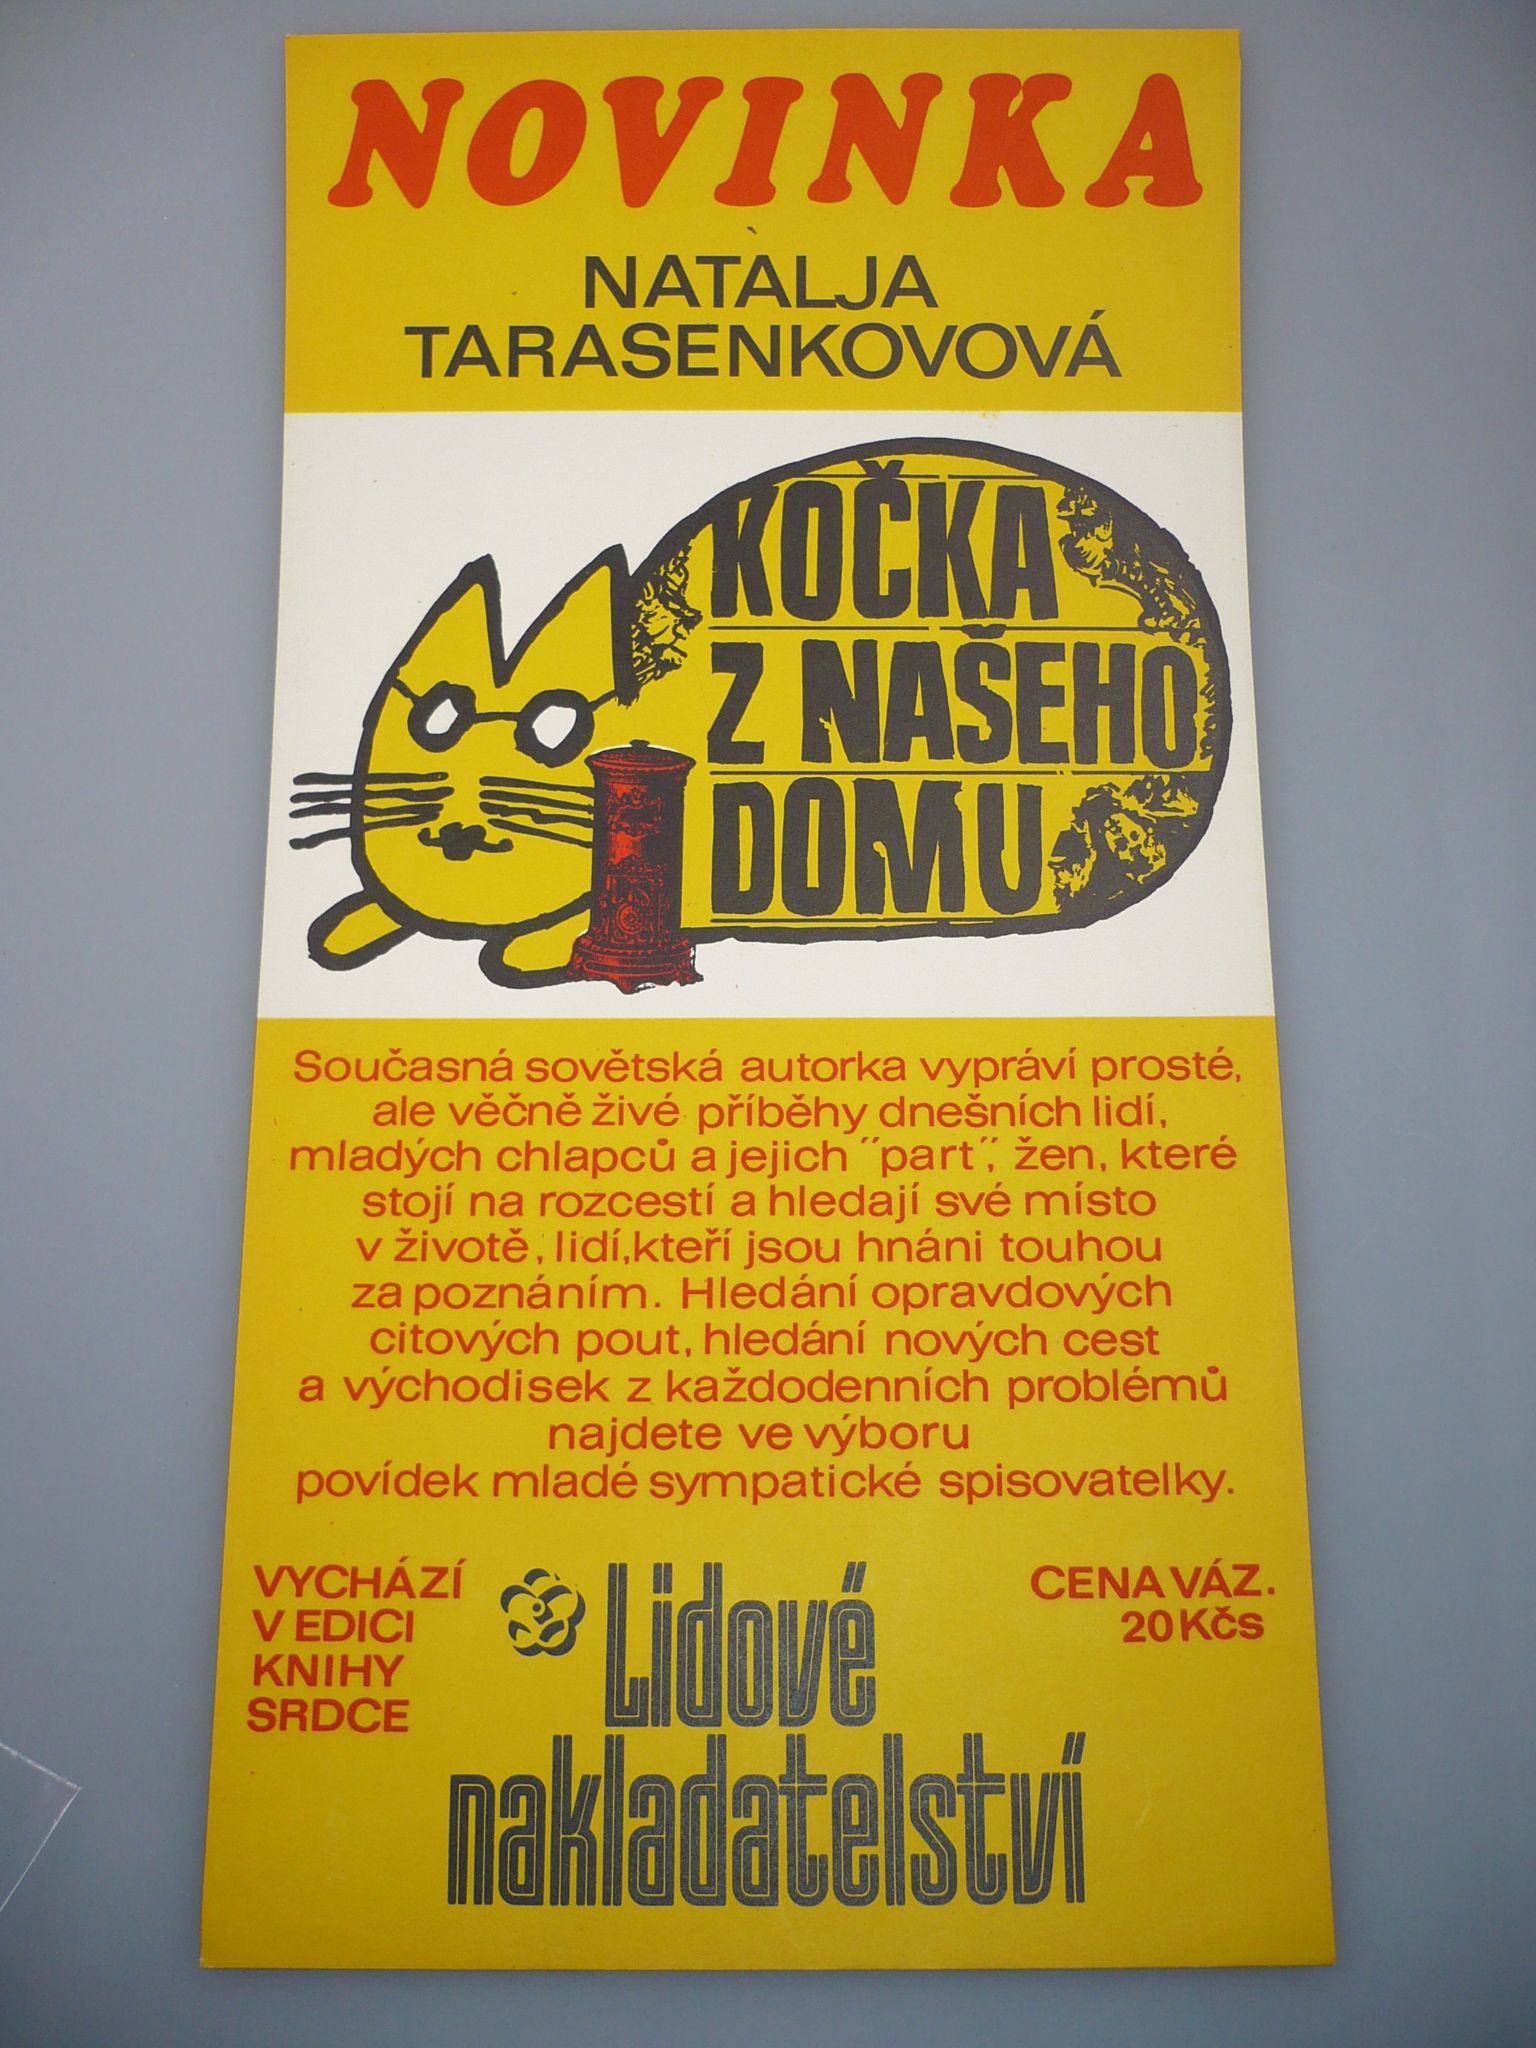 NOVINKA
NATALJA
TARASENKOVOVÁ
KOČKA
Z NAŠEHO
DOMU
Současná sovětská autorka vypráví prosté,
ale věčně živé příběhy dnešních lidí,
mladých chlapců a jejich "part", žen, které
stojí na rozcestí a hledají své místo
v životě, lidí, kteří jsou hnáni touhou
za poznáním. Hledání opravdových
citových pout, hledání nových cest
a východisek z každodenních problémů
najdete ve výboru
povídek mladé sympatické spisovatelky.
VYCHÁZÍ
V EDICI
KNIHY
SRDCE
Lidové
nakladatelství
CENA VÁZ.
20 Kčs